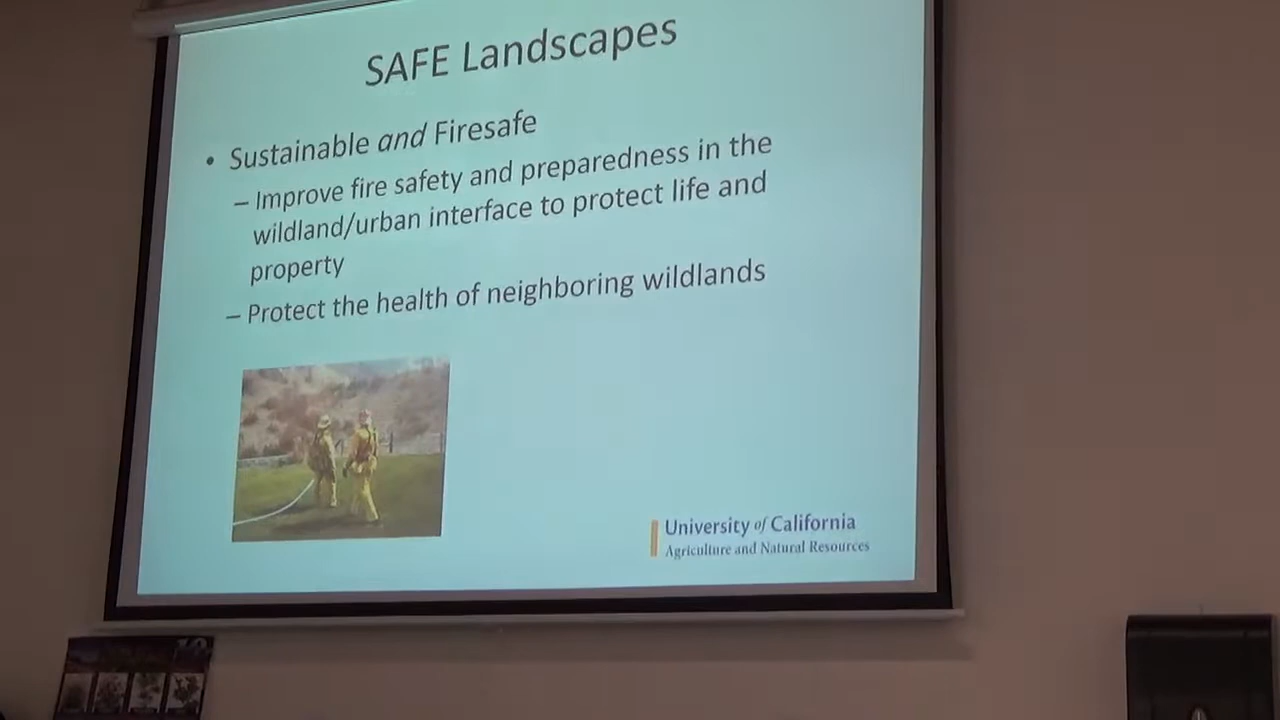 SAFE Landscapes
• Sustainable and Firesafe
– Improve fire safety and preparedness in the
wildland/urban interface to protect life and
property
– Protect the health of neighboring wildlands
University of California
Agriculture and Natural Resources